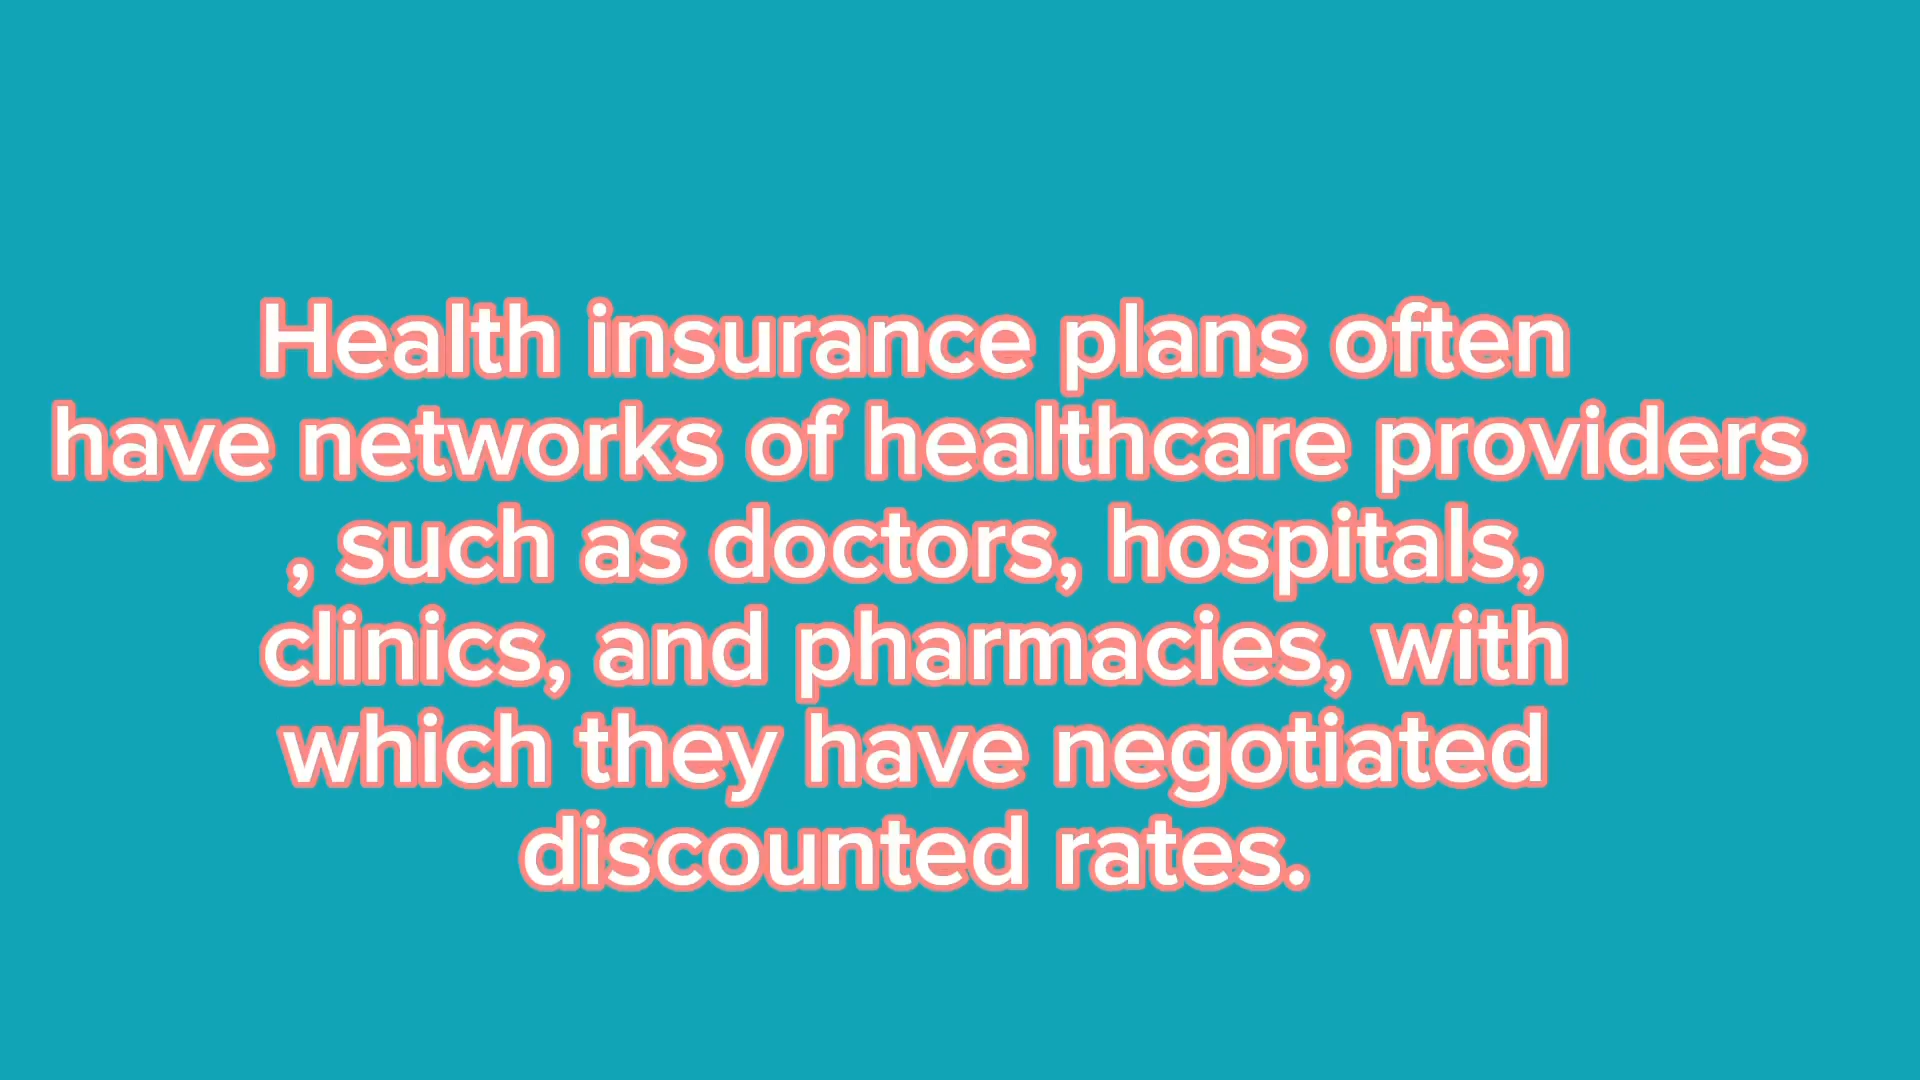 Health insurance plans often
have networks of healthcare providers
, such as doctors, hospitals,
clinics, and pharmacies, with
which they have negotiated
discounted rates.